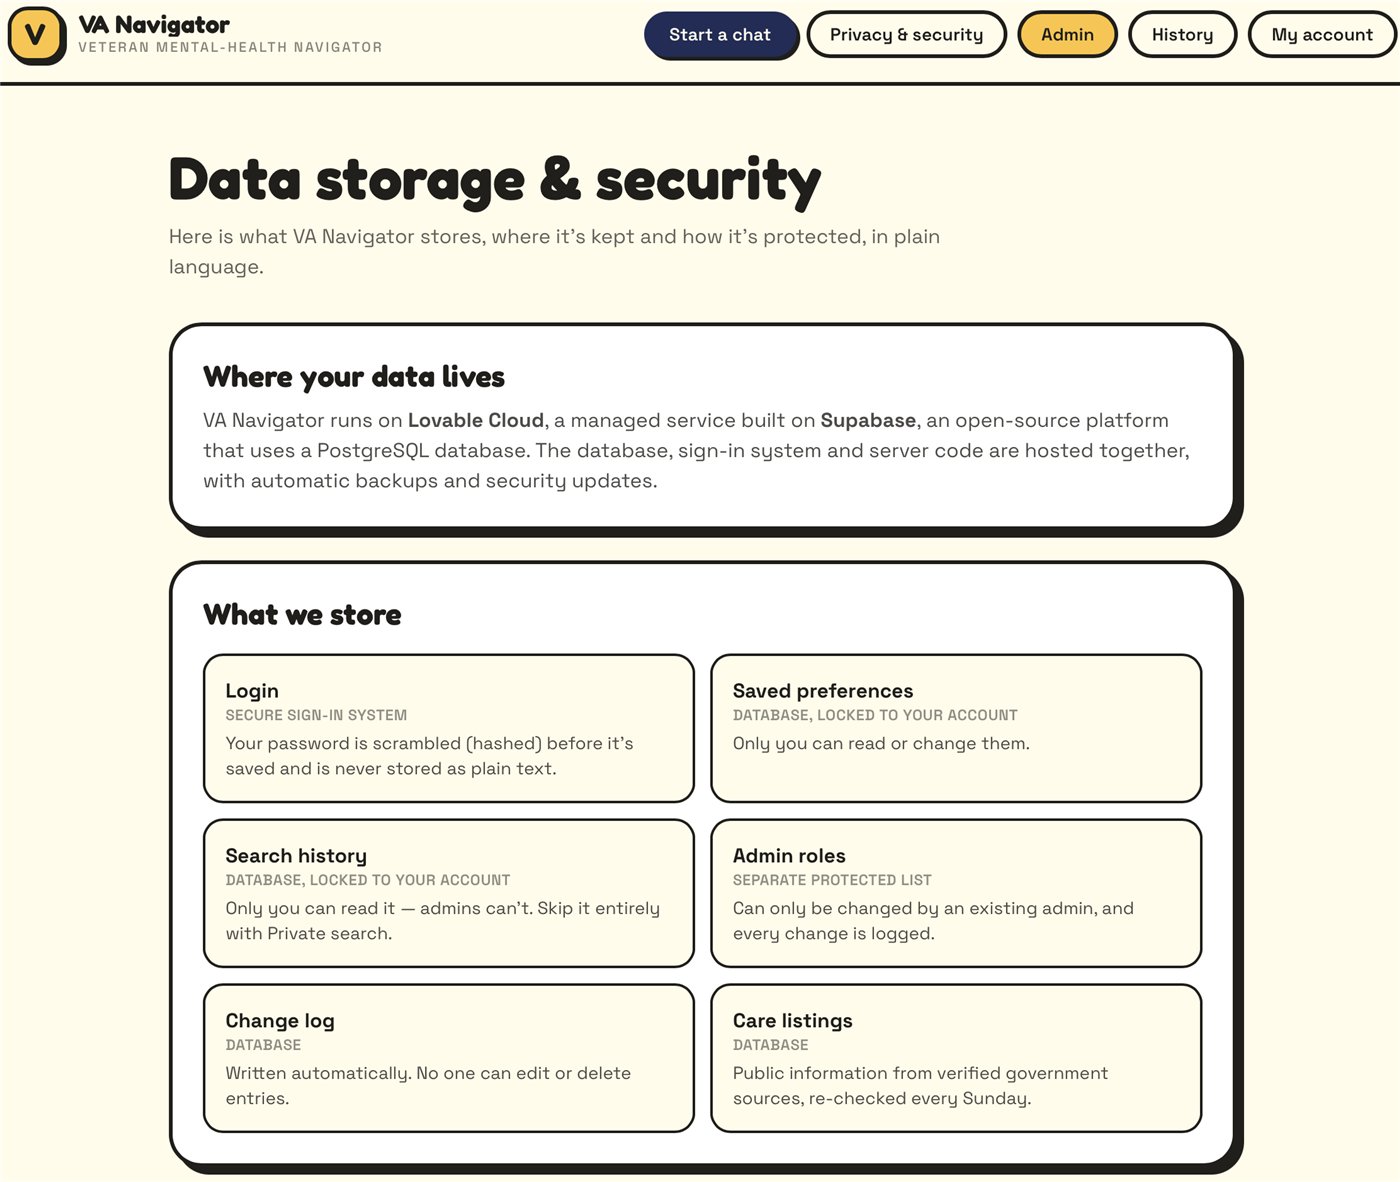 V
VA Navigator
VETERAN MENTAL-HEALTH NAVIGATOR
Start a chat
Privacy & security
Admin
History
My account
Data storage & security
Here is what VA Navigator stores, where it's kept and how it's protected, in plain
language.
Where your data lives
VA Navigator runs on Lovable Cloud, a managed service built on Supabase, an open-source platform
that uses a PostgreSQL database. The database, sign-in system and server code are hosted together,
with automatic backups and security updates.
What we store
Login
SECURE SIGN-IN SYSTEM
Your password is scrambled (hashed) before it's
saved and is never stored as plain text.
Saved preferences
DATABASE, LOCKED TO YOUR ACCOUNT
Only you can read or change them.
Search history
DATABASE, LOCKED TO YOUR ACCOUNT
Only you can read it — admins can't. Skip it entirely
with Private search.
Admin roles
SEPARATE PROTECTED LIST
Can only be changed by an existing admin, and
every change is logged.
Change log
DATABASE
Written automatically. No one can edit or delete
entries.
Care listings
DATABASE
Public information from verified government
sources, re-checked every Sunday.